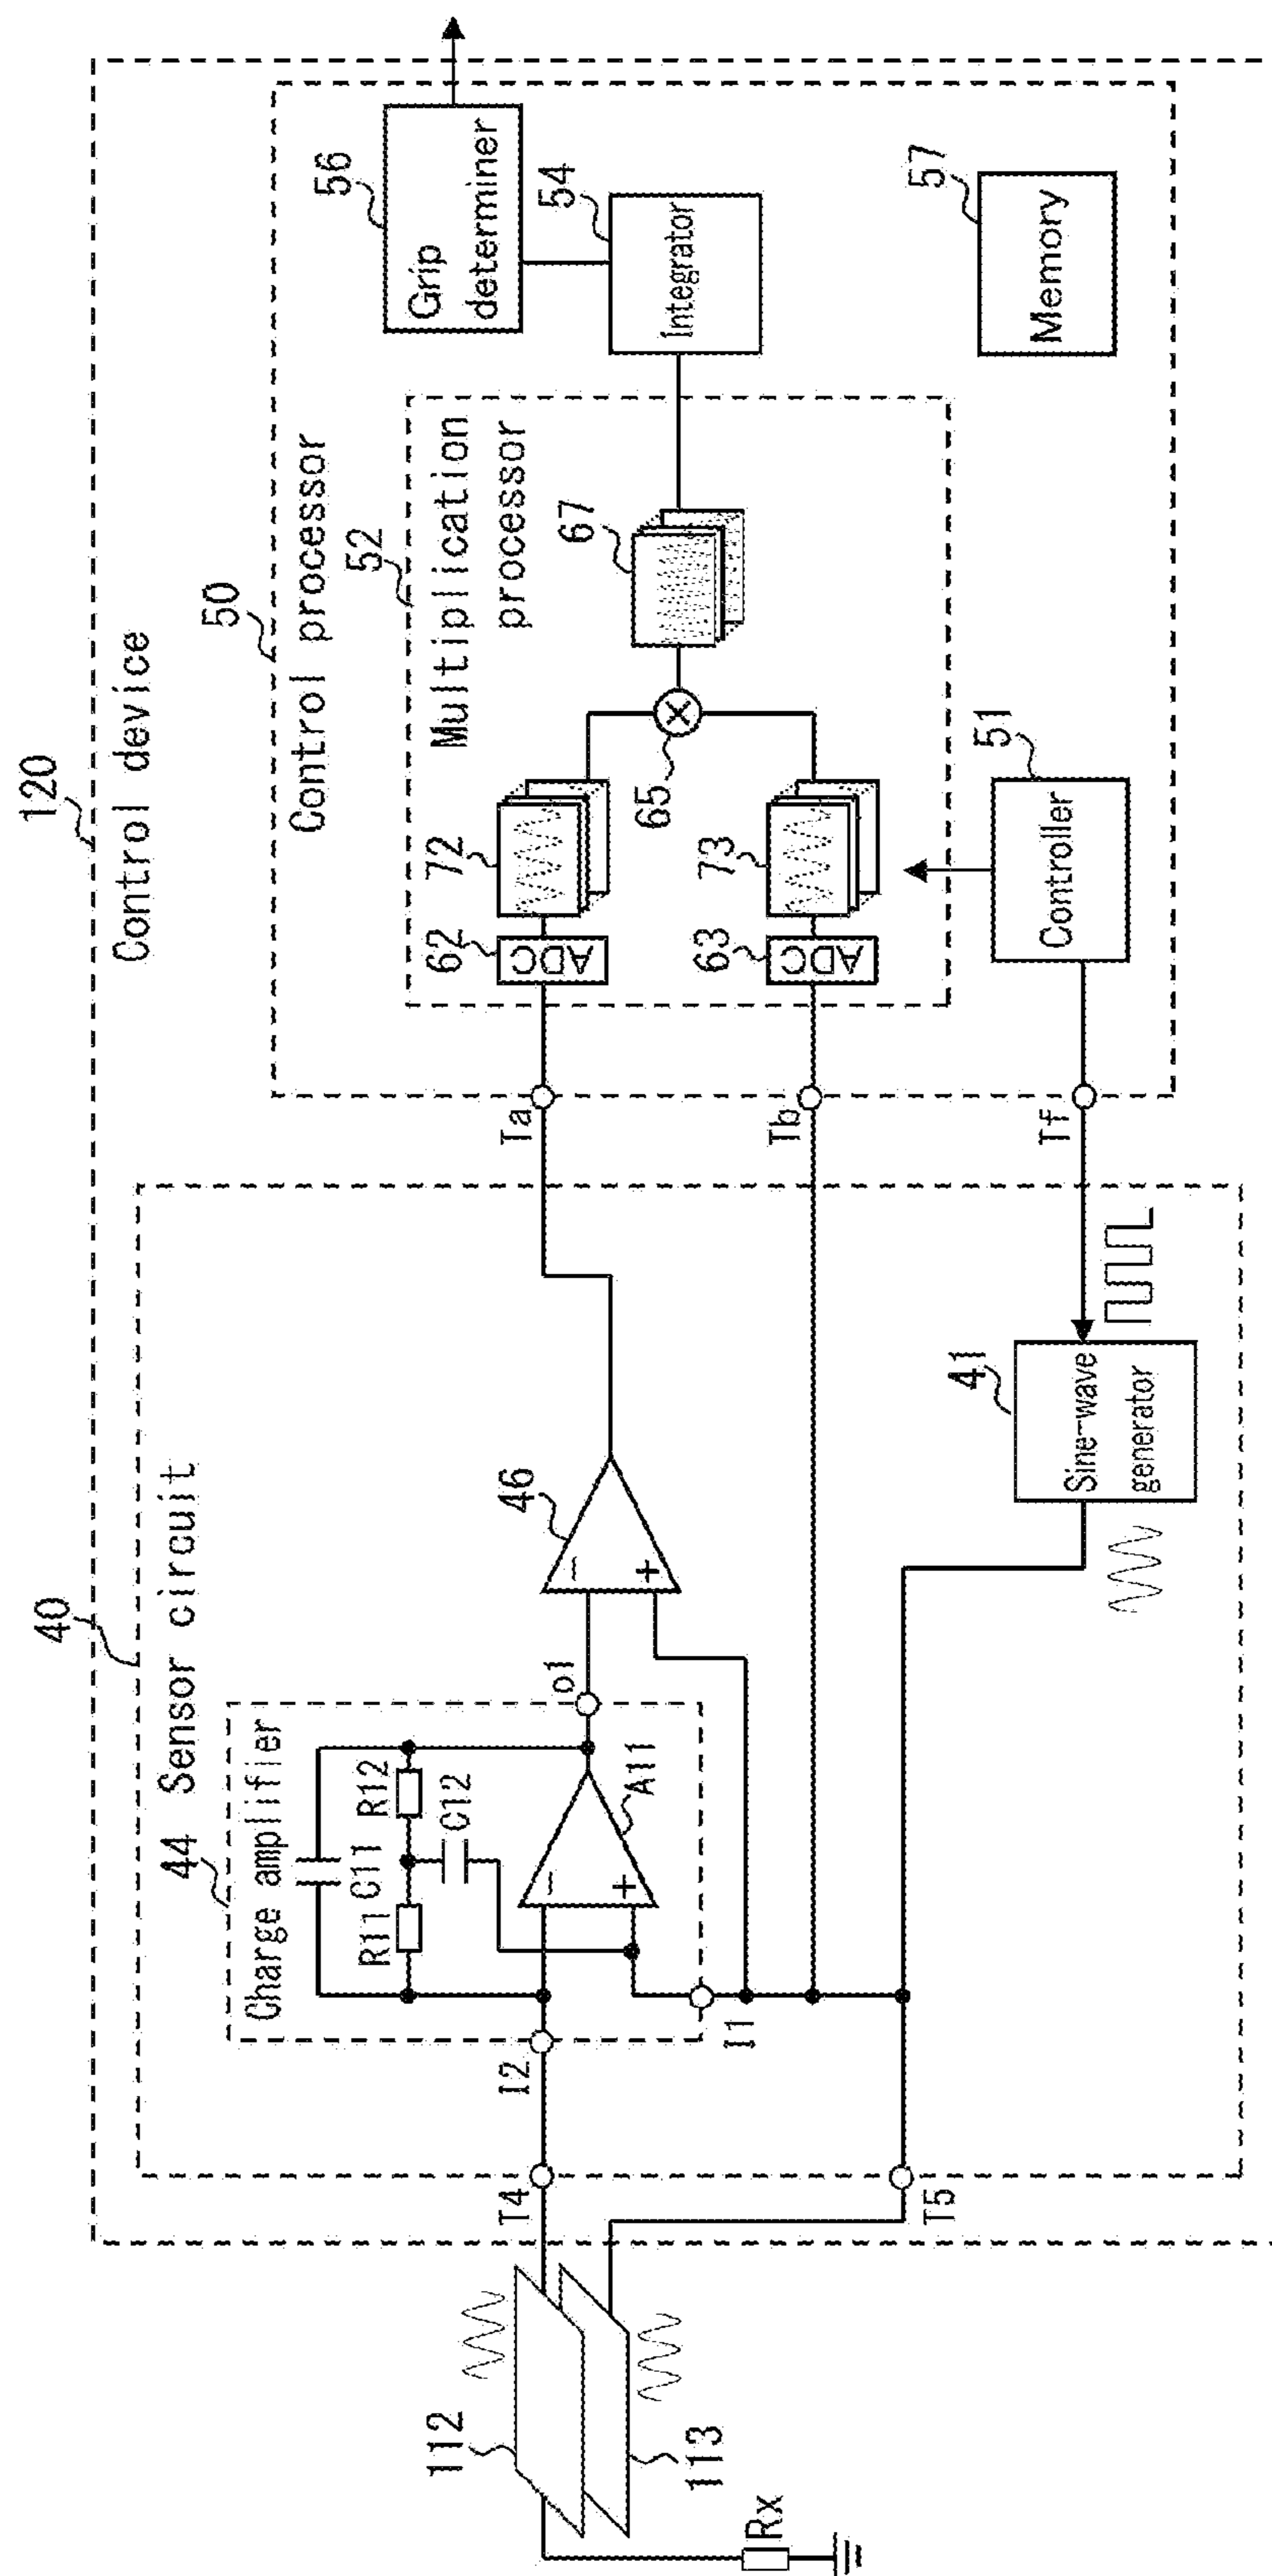 120
Control device
40
Sensor circuit
44
Charge amplifier
C11
R11
R12
C12
A11
o1
I2
I1
46
41
Sine-wave
generator
T4
T5
112
113
Rx
Ta
Tb
Tf
50
Control processor
52
Multiplication
processor
62
ADC
72
63
ADC
73
65
67
51
Controller
54
Integrator
56
Grip
determiner
57
Memory
−
+
−
+